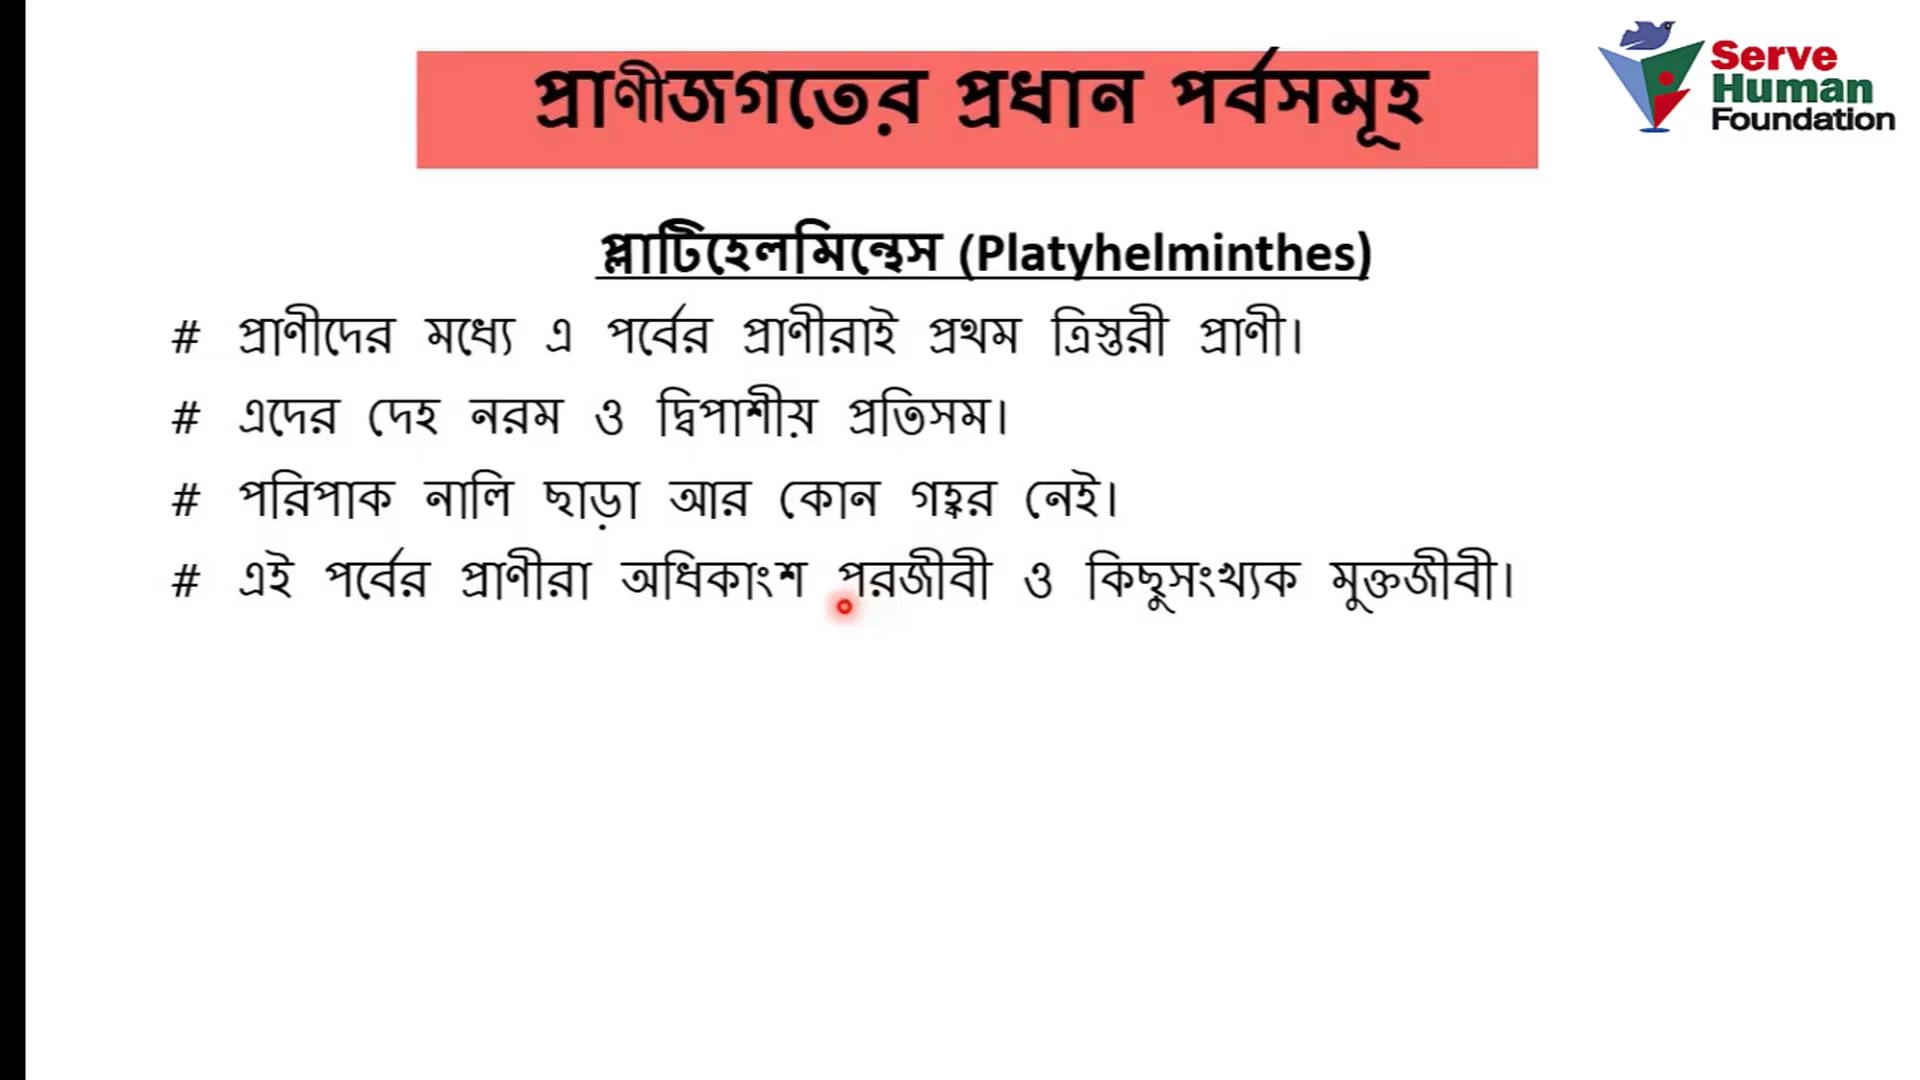 প্রাণীজগতের প্রধান পর্বসমূহ
Serve
Human
Foundation
প্লাটিহেলমিন্থেস (Platyhelminthes)
# প্রাণীদের মধ্যে এ পর্বের প্রাণীরাই প্রথম ত্রিস্তরী প্রাণী।
# এদের দেহ নরম ও দ্বিপাশীয় প্রতিসম।
# পরিপাক নালি ছাড়া আর কোন গহ্বর নেই।
# এই পর্বের প্রাণীরা অধিকাংশ পরজীবী ও কিছুসংখ্যক মুক্তজীবী।